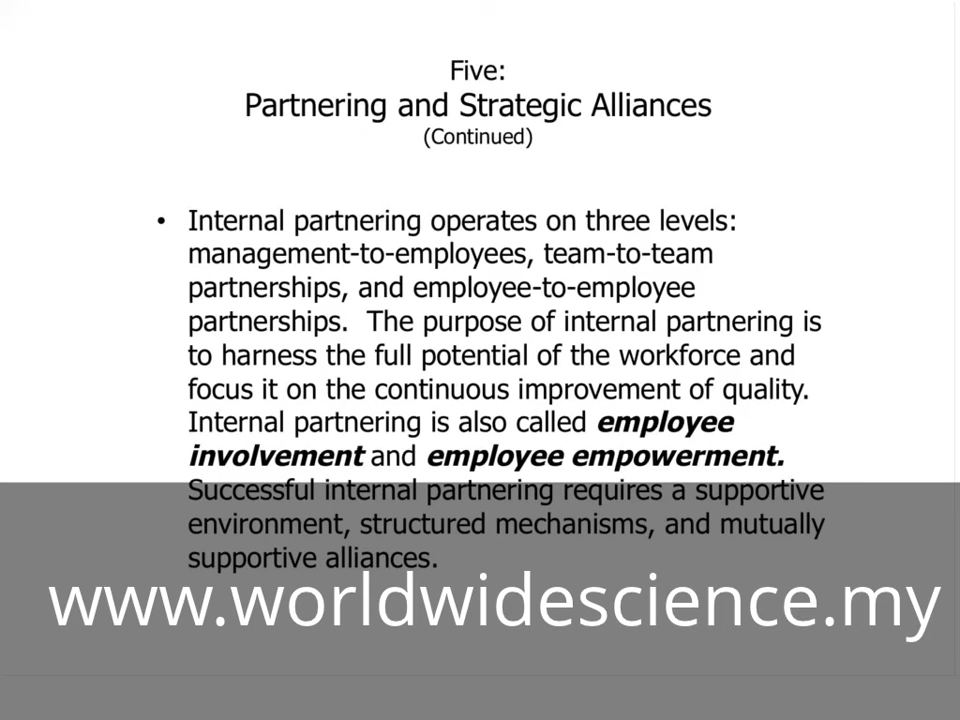 Five:
Partnering and Strategic Alliances
(Continued)
• Internal partnering operates on three levels:
management-to-employees, team-to-team
partnerships, and employee-to-employee
partnerships.  The purpose of internal partnering is
to harness the full potential of the workforce and
focus it on the continuous improvement of quality.
Internal partnering is also called employee
involvement and employee empowerment.
Successful internal partnering requires a supportive
environment, structured mechanisms, and mutually
supportive alliances.
www.worldwidescience.my